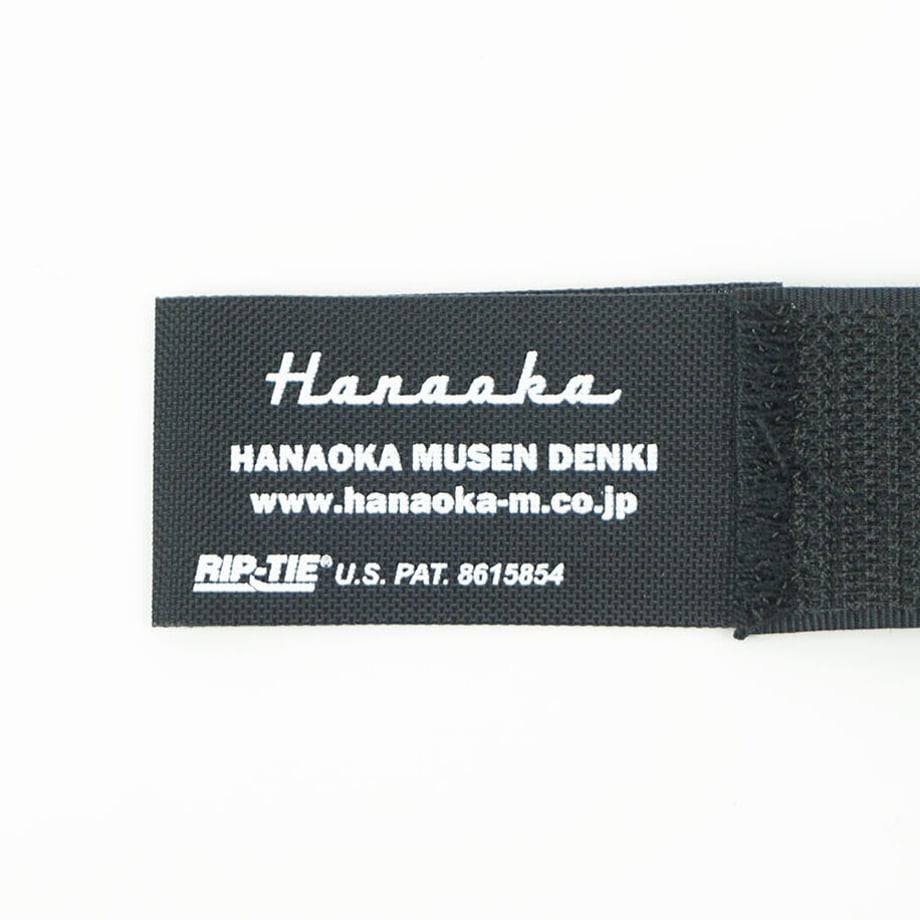 Hanaoka
HANAOKA MUSEN DENKI
www.hanaoka-m.co.jp
RIP-TIE® U.S. PAT. 8615854